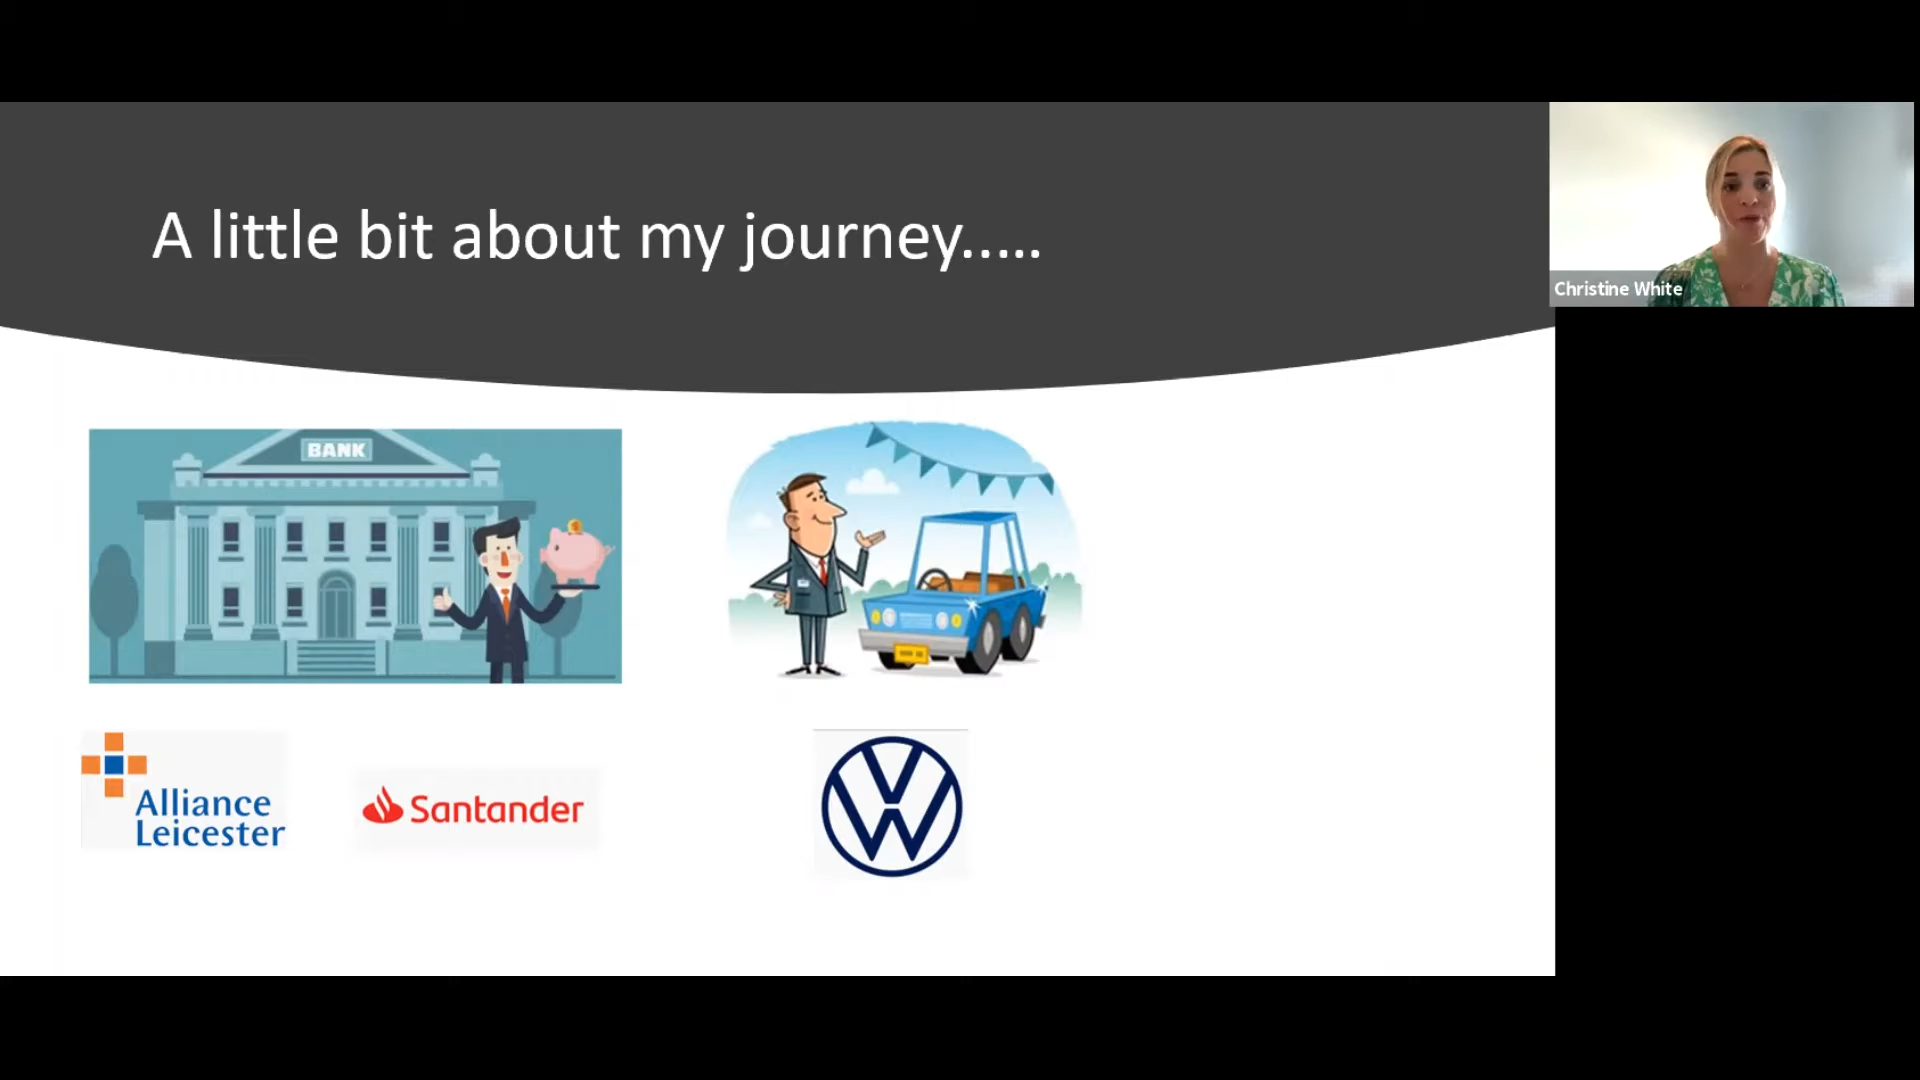 A little bit about my journey.....
Christine White
BANK
Alliance
Leicester
Santander